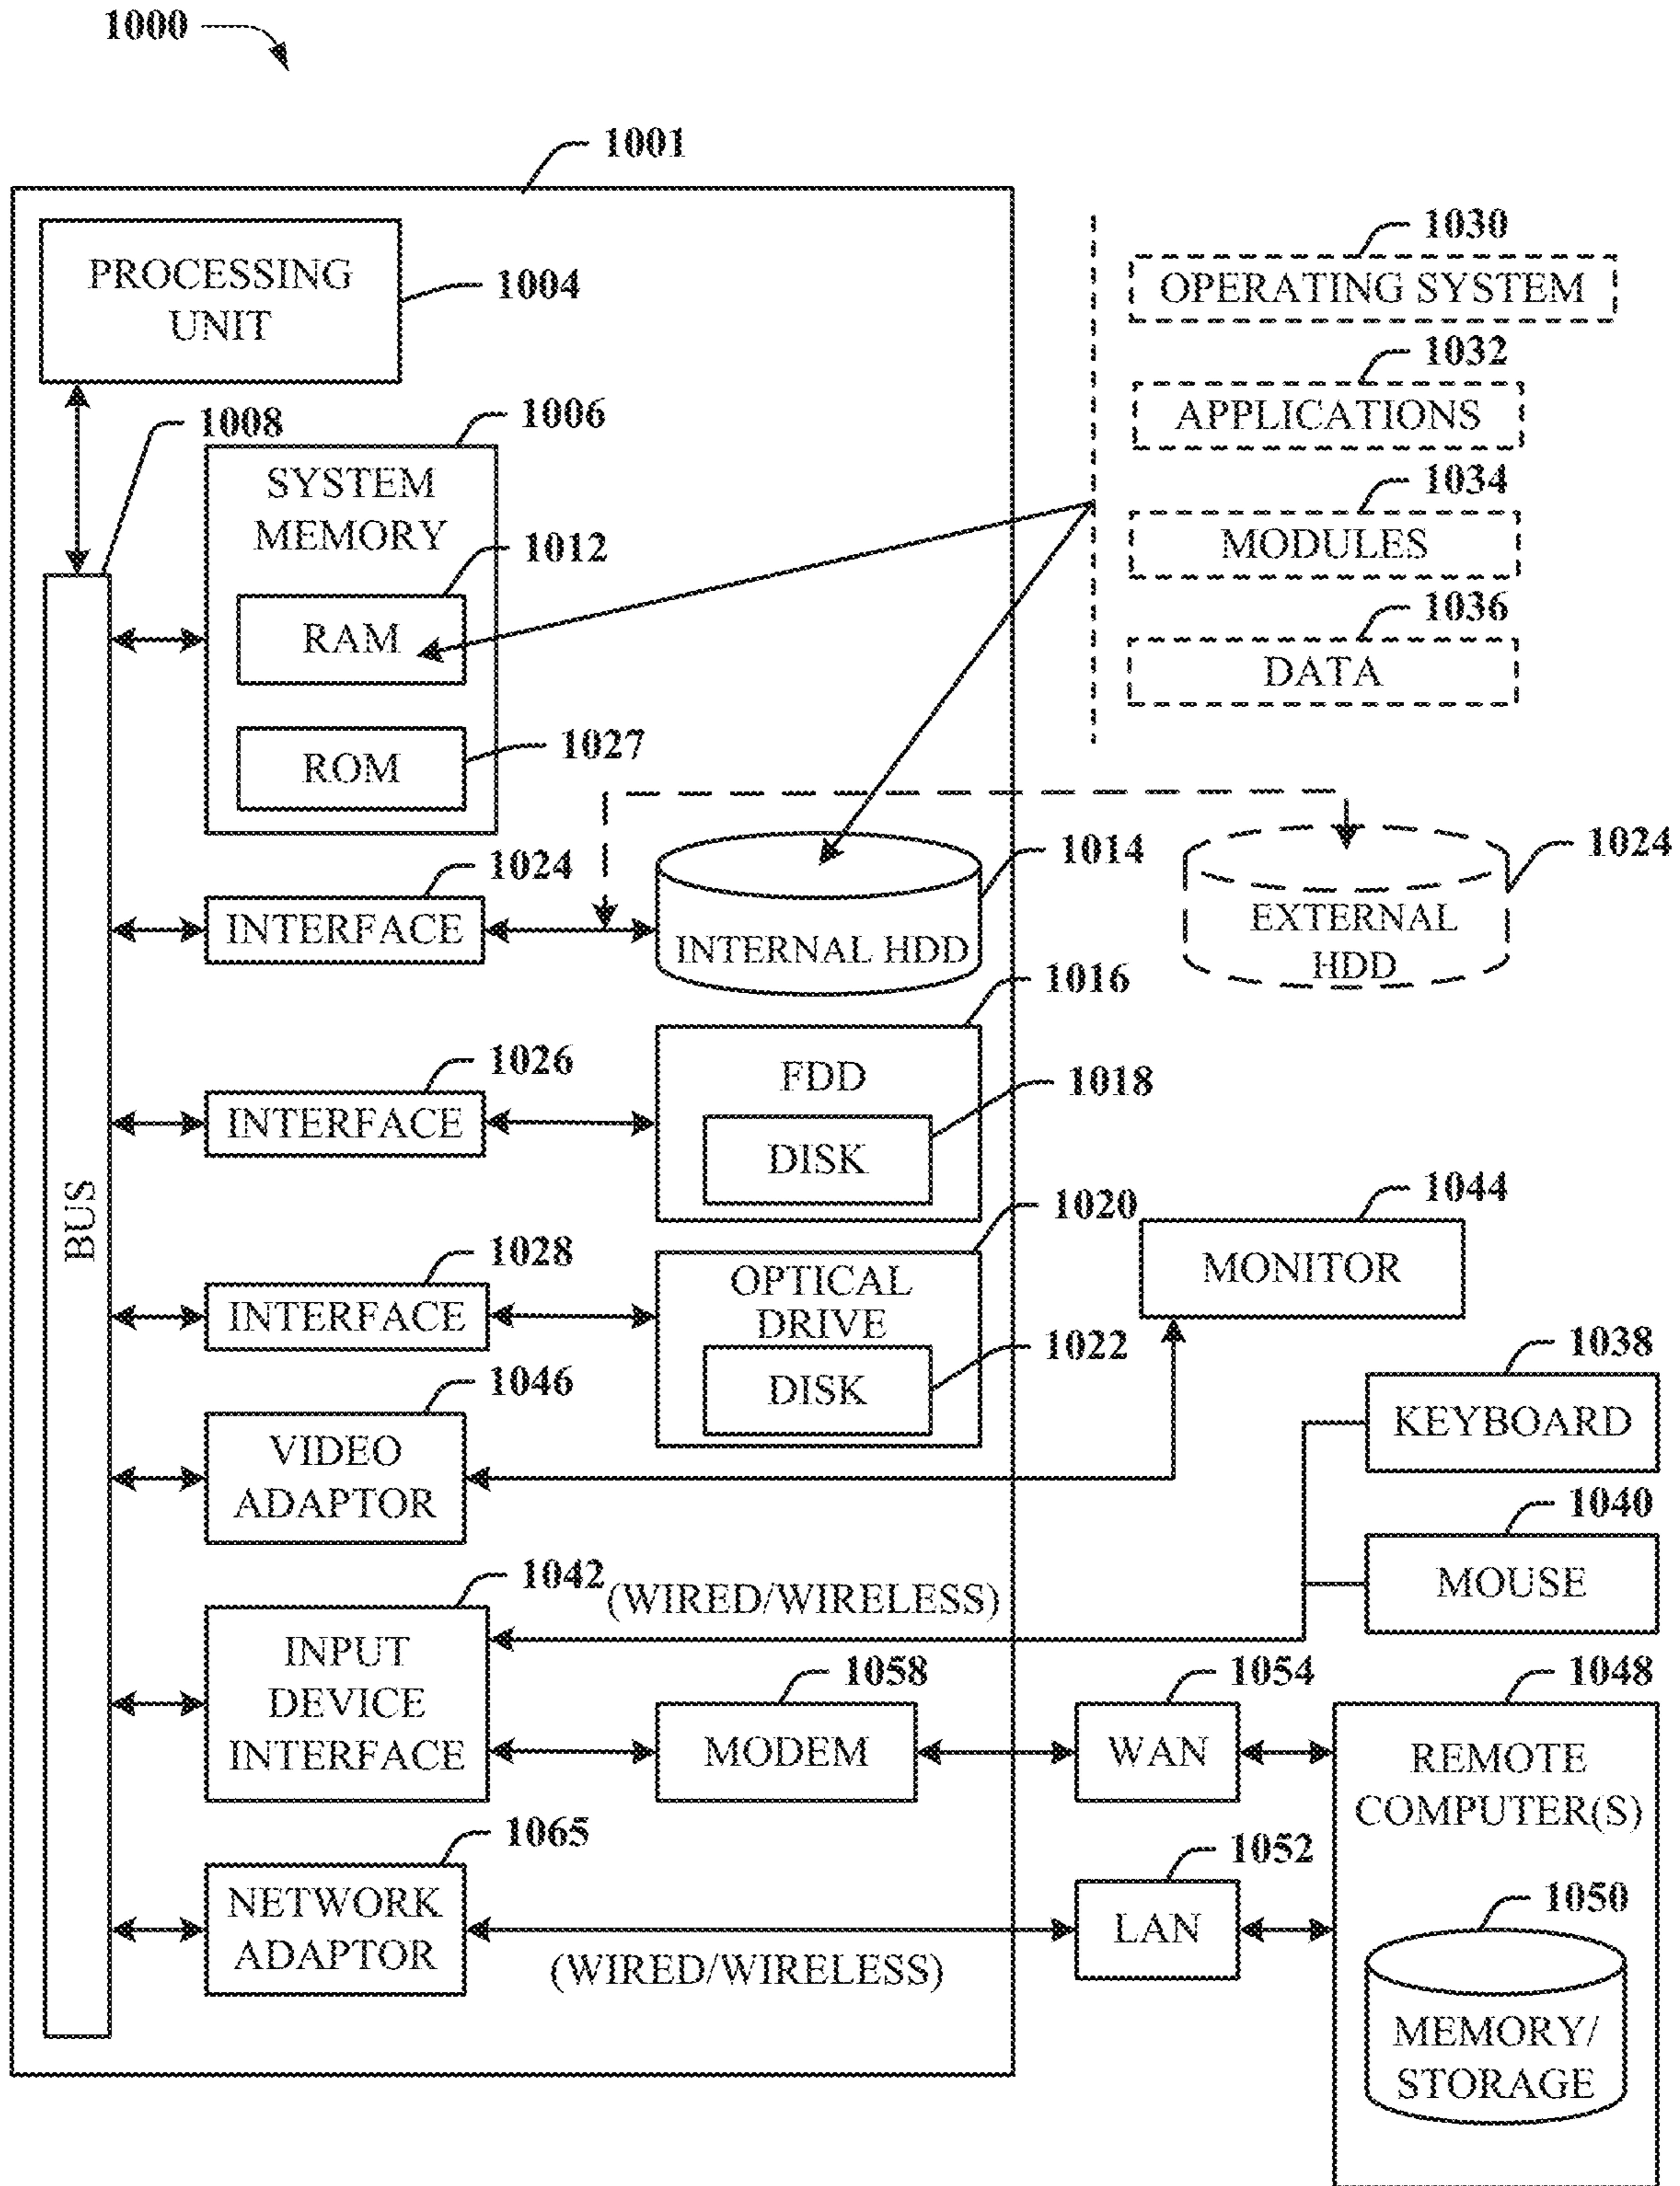 1000
1001
PROCESSING
UNIT
1004
1008
1006
SYSTEM
MEMORY
1012
RAM
1027
ROM
1030
OPERATING SYSTEM
1032
APPLICATIONS
1034
MODULES
1036
DATA
1024
INTERFACE
1014
INTERNAL HDD
1024
EXTERNAL
HDD
1026
INTERFACE
1016
FDD
1018
DISK
BUS
1028
INTERFACE
1020
OPTICAL
DRIVE
1022
DISK
1044
MONITOR
1046
VIDEO
ADAPTOR
1038
KEYBOARD
1040
MOUSE
1042
(WIRED/WIRELESS)
INPUT
DEVICE
INTERFACE
1058
MODEM
1054
WAN
1048
REMOTE
COMPUTER(S)
1065
NETWORK
ADAPTOR
(WIRED/WIRELESS)
1052
LAN
1050
MEMORY/
STORAGE